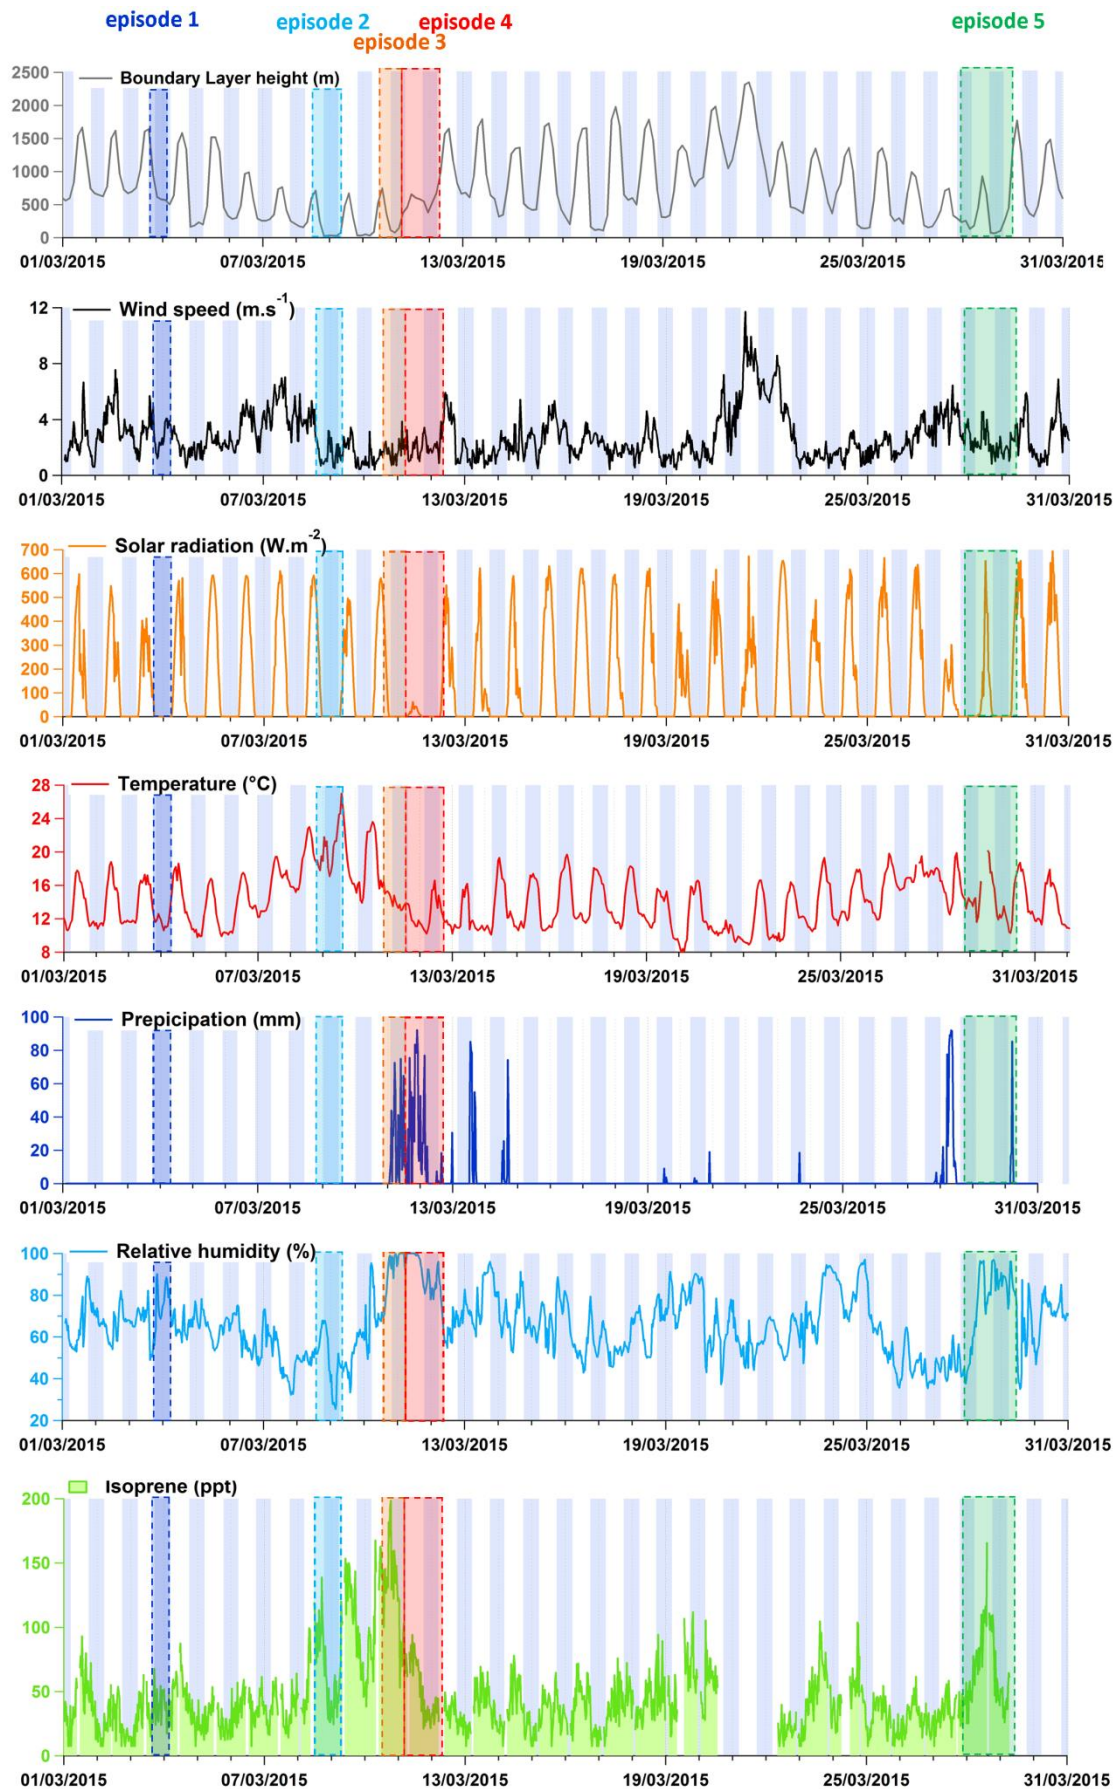 episode 1
episode 2
episode 3
episode 4
episode 5
Boundary Layer height (m)
2500
2000
1500
1000
500
0
01/03/2015 07/03/2015 13/03/2015 19/03/2015 25/03/2015 31/03/2015
Wind speed (m.s-1)
12
8
4
0
01/03/2015 07/03/2015 13/03/2015 19/03/2015 25/03/2015 31/03/2015
Solar radiation (W.m-2)
700
600
500
400
300
200
100
0
01/03/2015 07/03/2015 13/03/2015 19/03/2015 25/03/2015 31/03/2015
Temperature (°C)
28
24
20
16
12
8
01/03/2015 07/03/2015 13/03/2015 19/03/2015 25/03/2015 31/03/2015
Prepicipation (mm)
100
80
60
40
20
0
01/03/2015 07/03/2015 13/03/2015 19/03/2015 25/03/2015 31/03/2015
Relative humidity (%)
100
80
60
40
20
01/03/2015 07/03/2015 13/03/2015 19/03/2015 25/03/2015 31/03/2015
Isoprene (ppt)
200
150
100
50
0
01/03/2015 07/03/2015 13/03/2015 19/03/2015 25/03/2015 31/03/2015